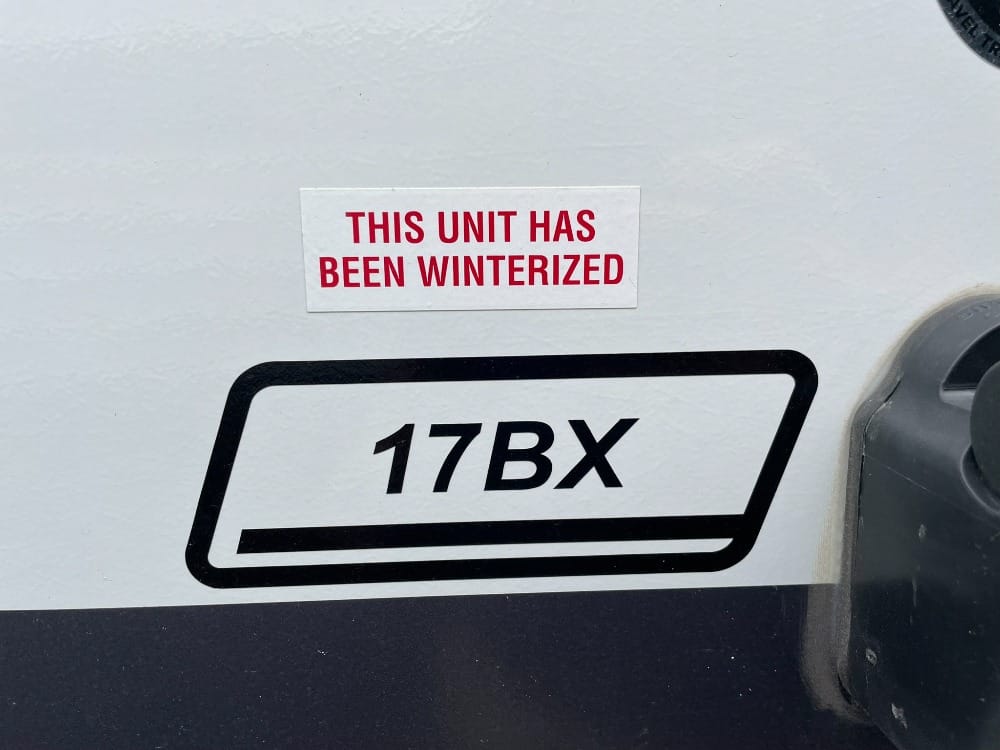 THIS UNIT HAS
BEEN WINTERIZED
17BX